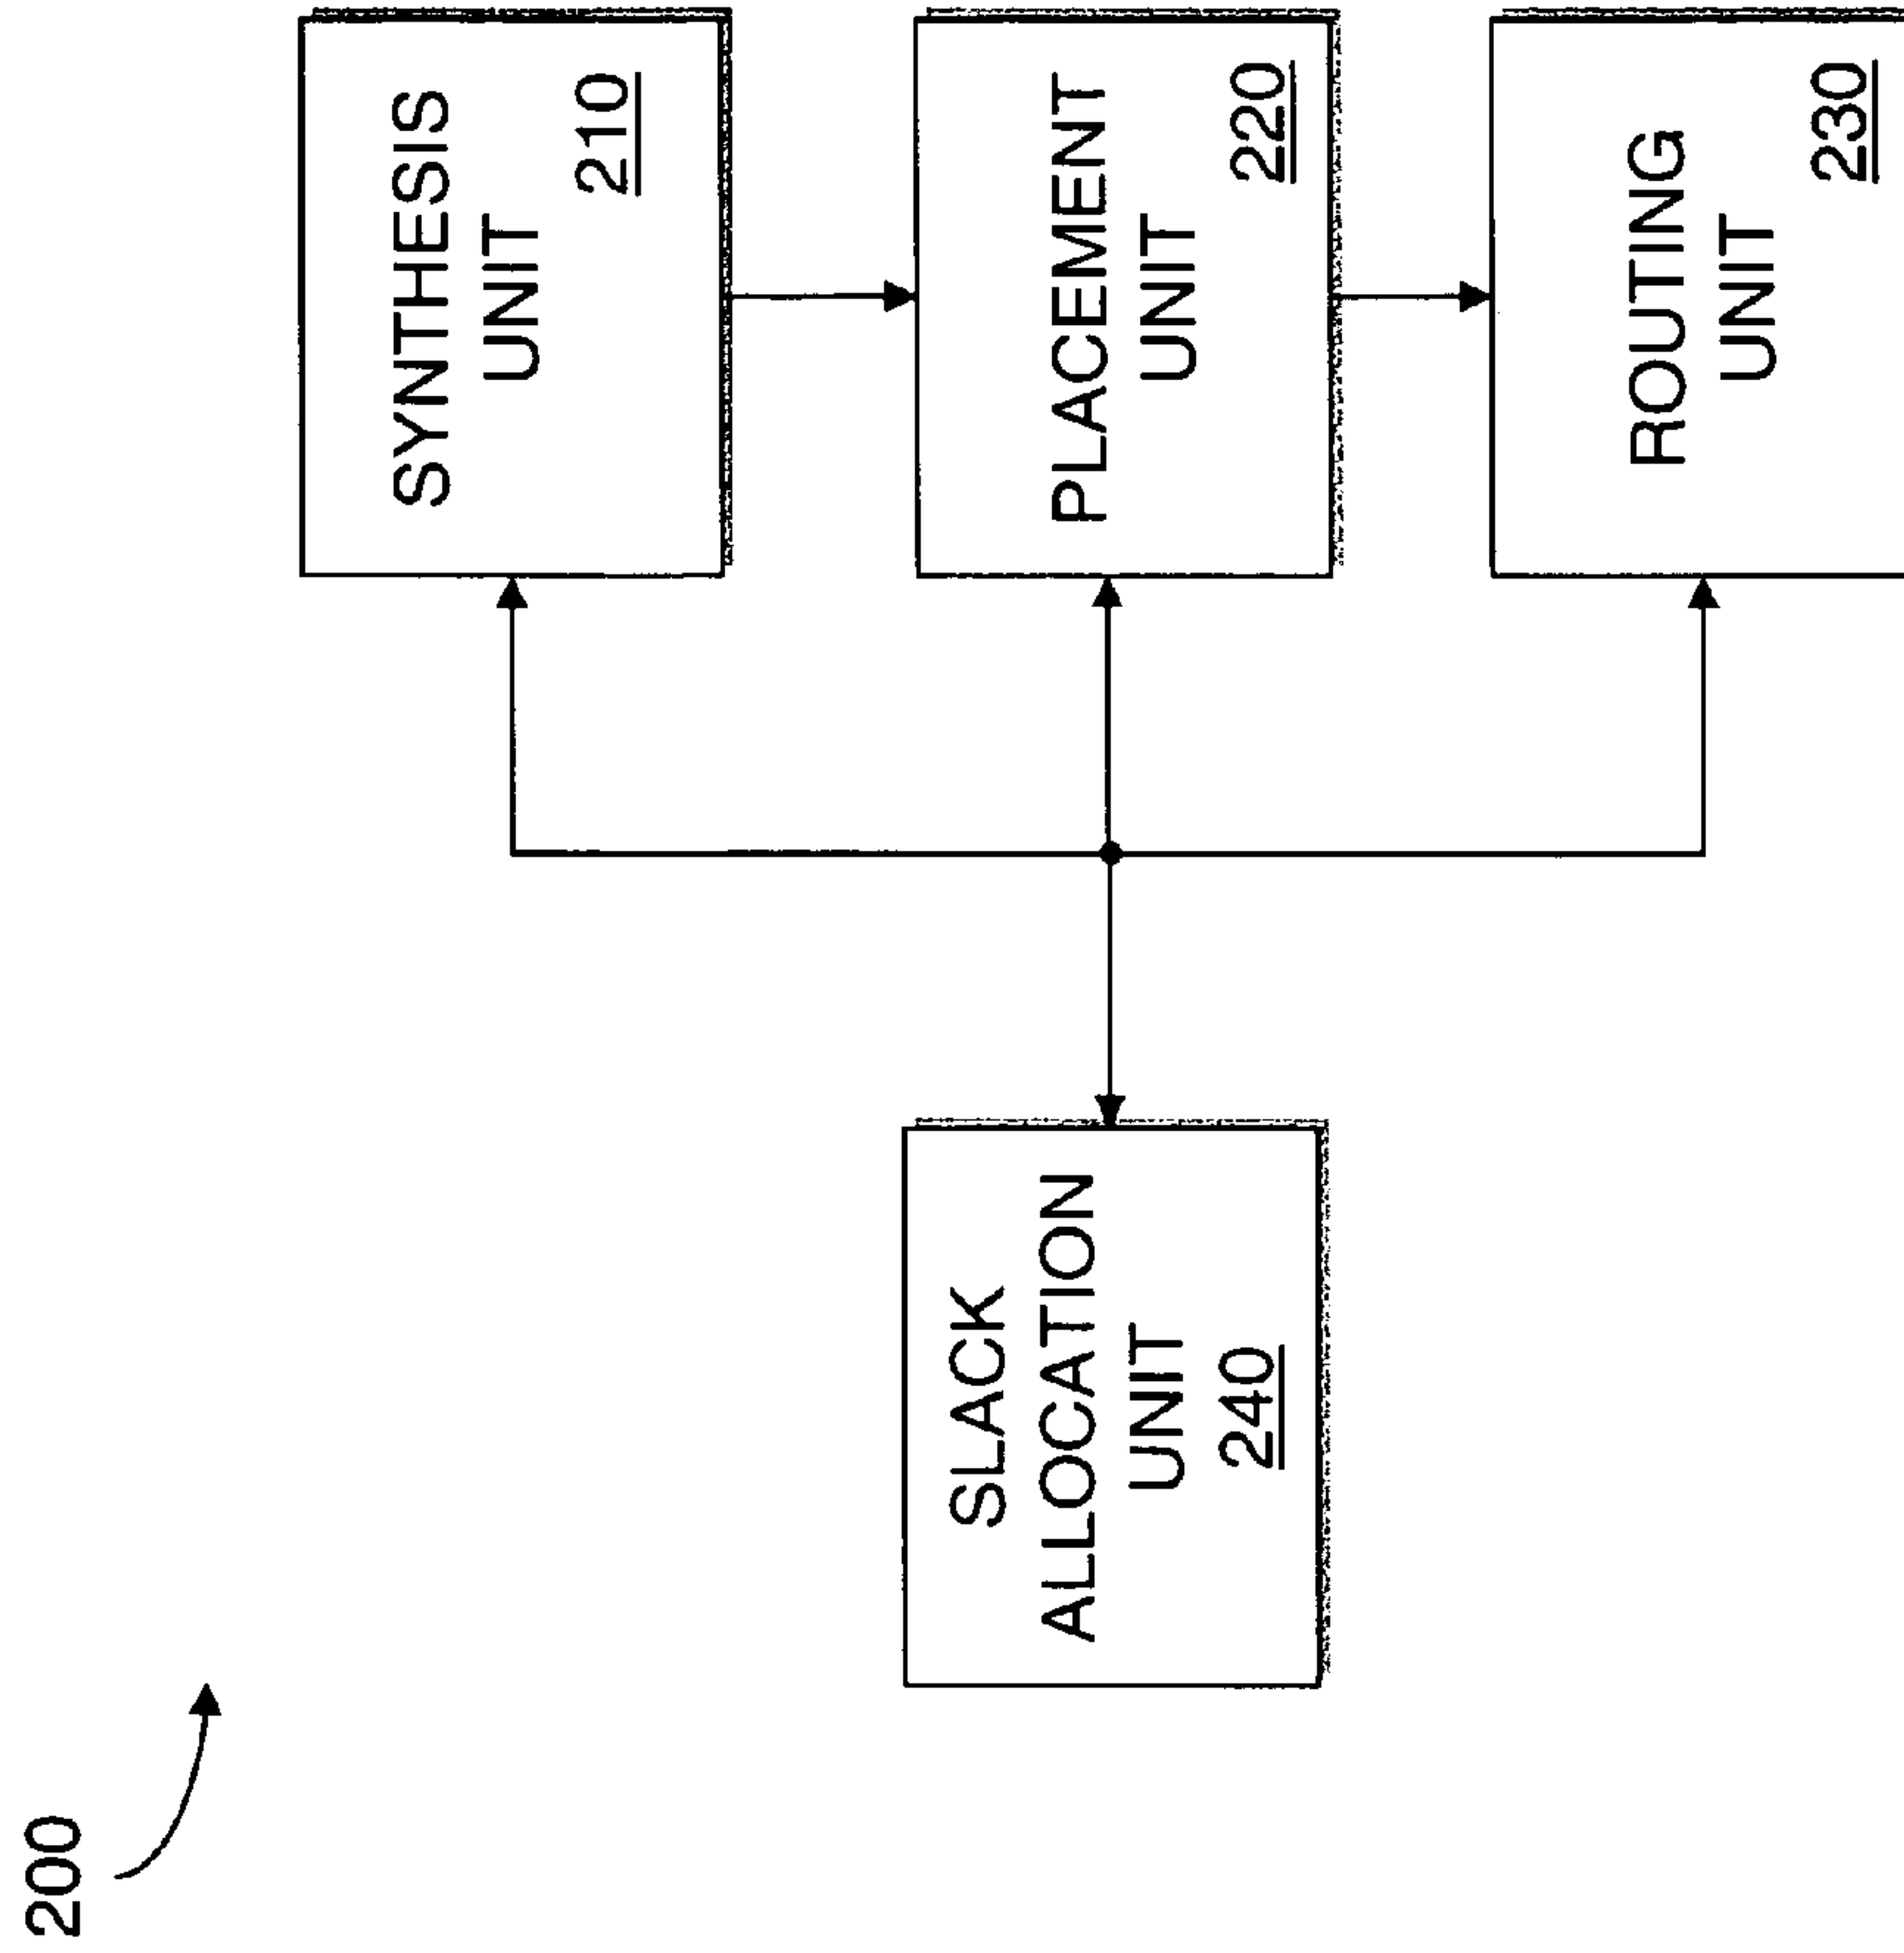 200
SYNTHESIS
UNIT
210
SLACK
ALLOCATION
UNIT
240
PLACEMENT
UNIT
220
ROUTING
UNIT
230